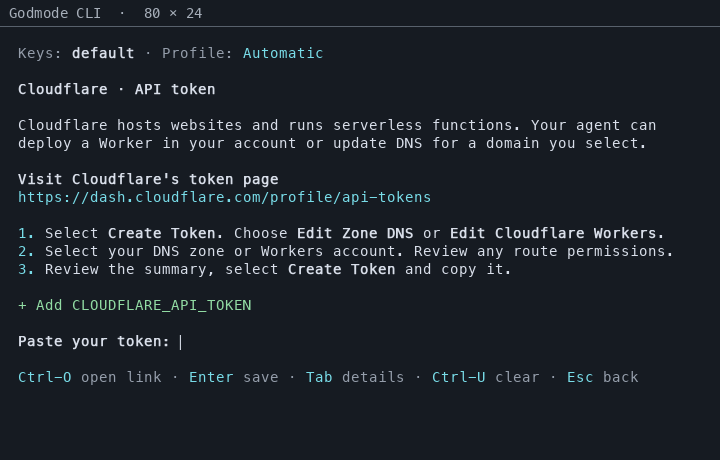 Godmode CLI · 80 × 24
Keys: default · Profile: Automatic
Cloudflare · API token
Cloudflare hosts websites and runs serverless functions. Your agent can
deploy a Worker in your account or update DNS for a domain you select.
Visit Cloudflare's token page
https://dash.cloudflare.com/profile/api-tokens
1. Select Create Token. Choose Edit Zone DNS or Edit Cloudflare Workers.
2. Select your DNS zone or Workers account. Review any route permissions.
3. Review the summary, select Create Token and copy it.
+ Add CLOUDFLARE_API_TOKEN
Paste your token:
Ctrl-O open link · Enter save · Tab details · Ctrl-U clear · Esc back